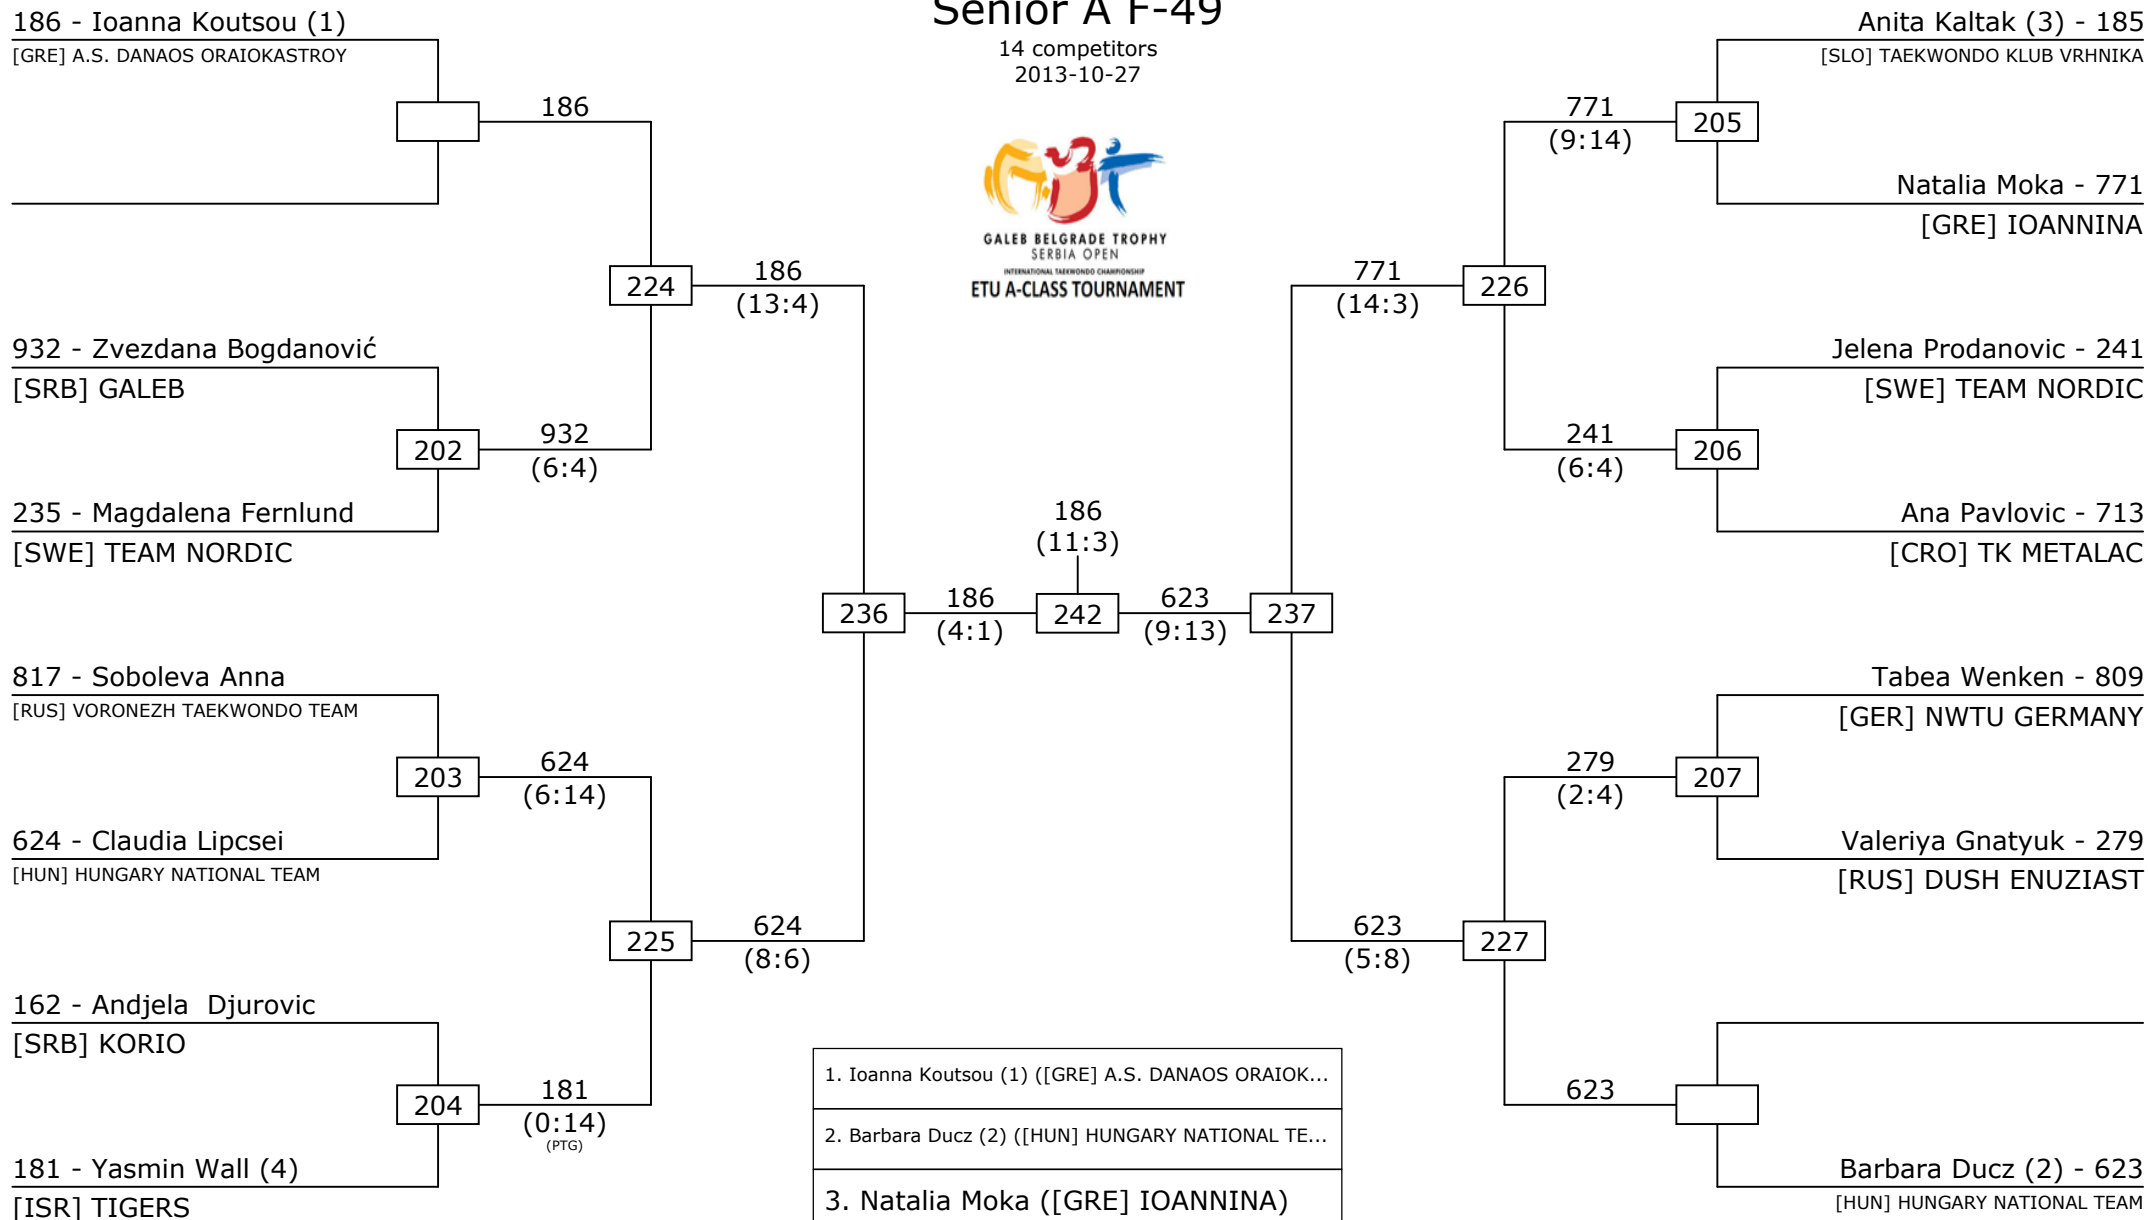 Senior A F-49
14 competitors
2013-10-27
GALEB BELGRADE TROPHY
SERBIA OPEN
INTERNATIONAL TAEKWONDO CHAMPIONSHIP
ETU A-CLASS TOURNAMENT
186 - Ioanna Koutsou (1)
[GRE] A.S. DANAOS ORAIOKASTROY
186
932 - Zvezdana Bogdanović
[SRB] GALEB
202
932
(6:4)
235 - Magdalena Fernlund
[SWE] TEAM NORDIC
224
186
(13:4)
817 - Soboleva Anna
[RUS] VORONEZH TAEKWONDO TEAM
203
624
(6:14)
624 - Claudia Lipcsei
[HUN] HUNGARY NATIONAL TEAM
225
624
(8:6)
162 - Andjela  Djurovic
[SRB] KORIO
204
181
(0:14)
(PTG)
181 - Yasmin Wall (4)
[ISR] TIGERS
236
186
(4:1)
186
(11:3)
242
623
(9:13)
237
Anita Kaltak (3) - 185
[SLO] TAEKWONDO KLUB VRHNIKA
771
(9:14)
205
Natalia Moka - 771
[GRE] IOANNINA
771
(14:3)
226
Jelena Prodanovic - 241
[SWE] TEAM NORDIC
241
(6:4)
206
Ana Pavlovic - 713
[CRO] TK METALAC
Tabea Wenken - 809
[GER] NWTU GERMANY
279
(2:4)
207
Valeriya Gnatyuk - 279
[RUS] DUSH ENUZIAST
623
(5:8)
227
623
Barbara Ducz (2) - 623
[HUN] HUNGARY NATIONAL TEAM
1. Ioanna Koutsou (1) ([GRE] A.S. DANAOS ORAIOK...
2. Barbara Ducz (2) ([HUN] HUNGARY NATIONAL TE...
3. Natalia Moka ([GRE] IOANNINA)